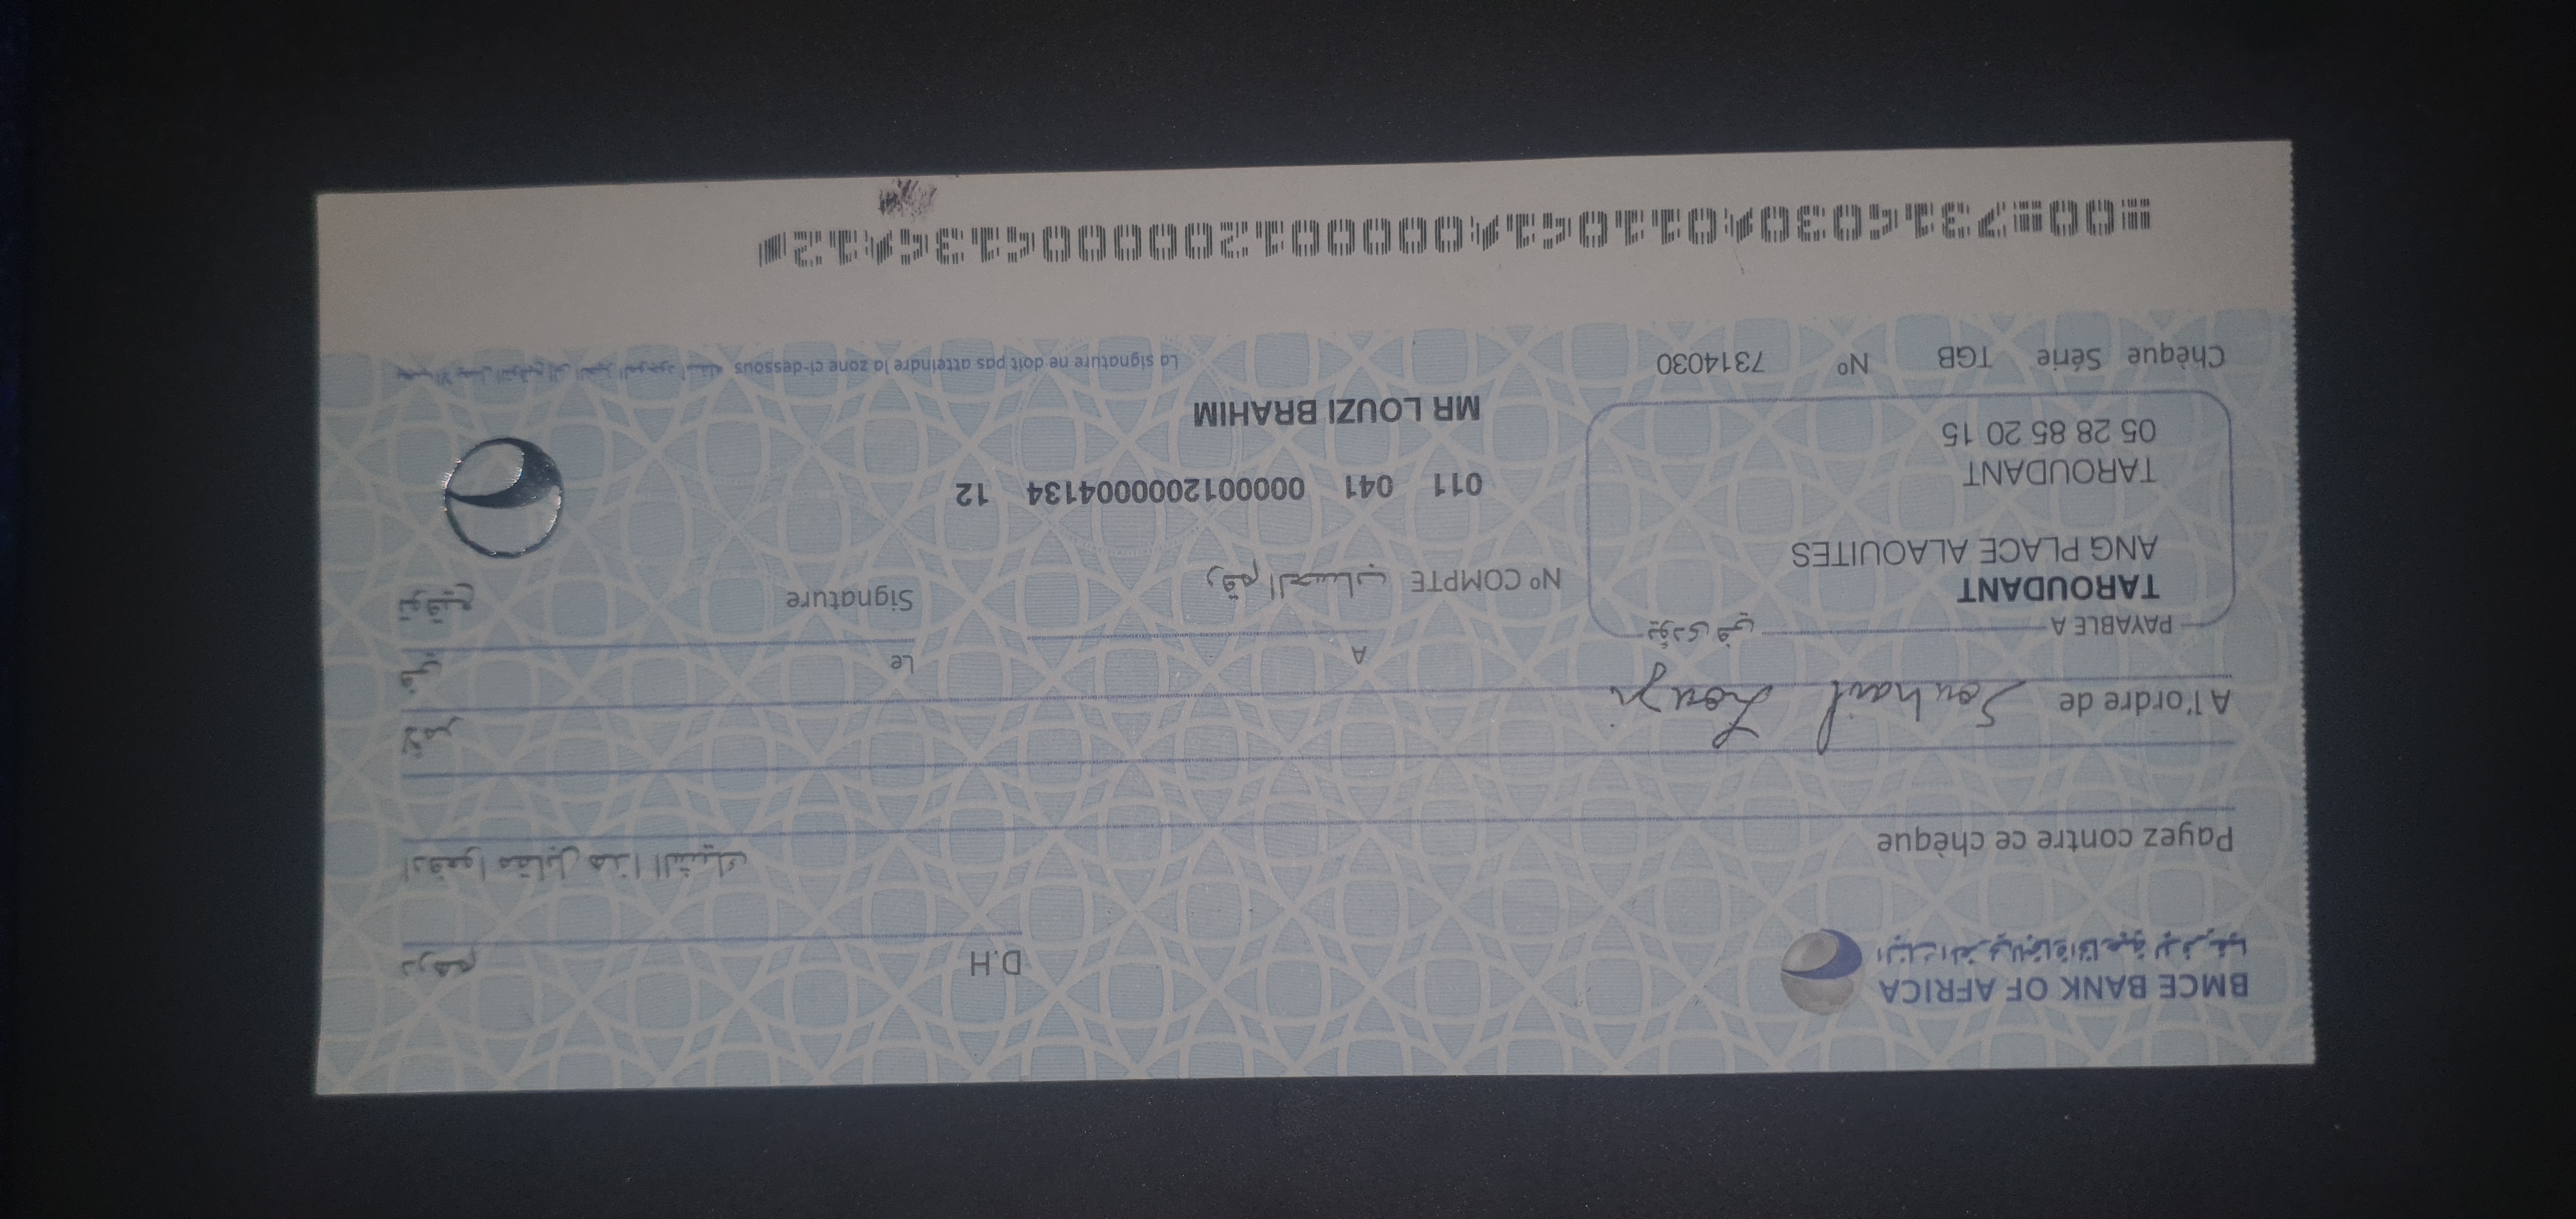 BMCE BANK OF AFRICA
البنك المغربي للتجارة الخارجية لإفريقيا
D.H درهم
Payez contre ce chèque ادفعوا مقابل هذا الشيك
A l'ordre de Souhail Louzi لأمر
A Le في
PAYABLE A يؤدى في
TAROUDANT
ANG PLACE ALAOUITES
TAROUDANT
05 28 85 20 15
N° COMPTE رقم الحساب
Signature توقيع
011 041 0000012000004134 12
MR LOUZI BRAHIM
Chèque Série TGB N° 7314030
La signature ne doit pas atteindre la zone ci-dessous يجب الا يصل التوقيع إلى الحيز الموجود أسفله
00 7314030 011041 0000012000004134 12